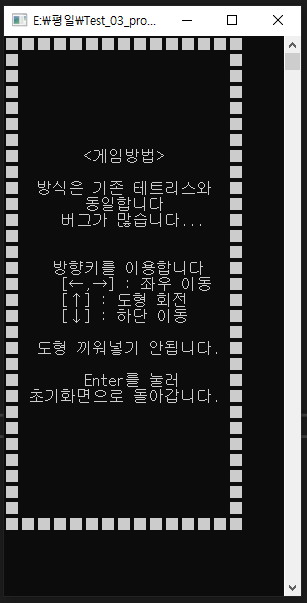 E:₩평일₩Test_03_pro...
<게임방법>
방식은 기존 테트리스와
동일합니다
버그가 많습니다...
방향키를 이용합니다
[←,→] : 좌우 이동
[↑] : 도형 회전
[↓] : 하단 이동
도형 끼워넣기 안됩니다.
Enter를 눌러
초기화면으로 돌아갑니다.